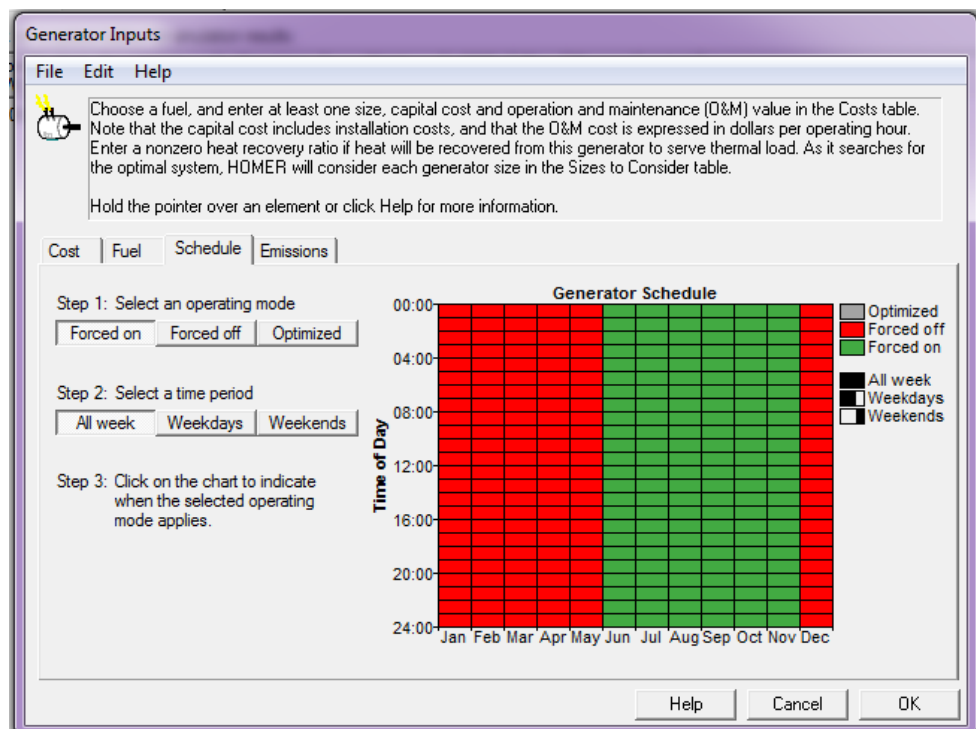 Generator Inputs
File Edit Help
Choose a fuel, and enter at least one size, capital cost and operation and maintenance (O&M) value in the Costs table.
Note that the capital cost includes installation costs, and that the O&M cost is expressed in dollars per operating hour.
Enter a nonzero heat recovery ratio if heat will be recovered from this generator to serve thermal load. As it searches for
the optimal system, HOMER will consider each generator size in the Sizes to Consider table.
Hold the pointer over an element or click Help for more information.
Cost Fuel Schedule Emissions
Step 1: Select an operating mode
Forced on Forced off Optimized
Step 2: Select a time period
All week Weekdays Weekends
Step 3: Click on the chart to indicate
when the selected operating
mode applies.
Generator Schedule
Time of Day
00:00
04:00
08:00
12:00
16:00
20:00
24:00
Jan Feb Mar Apr May Jun Jul Aug Sep Oct Nov Dec
Optimized
Forced off
Forced on
All week
Weekdays
Weekends
Help Cancel OK